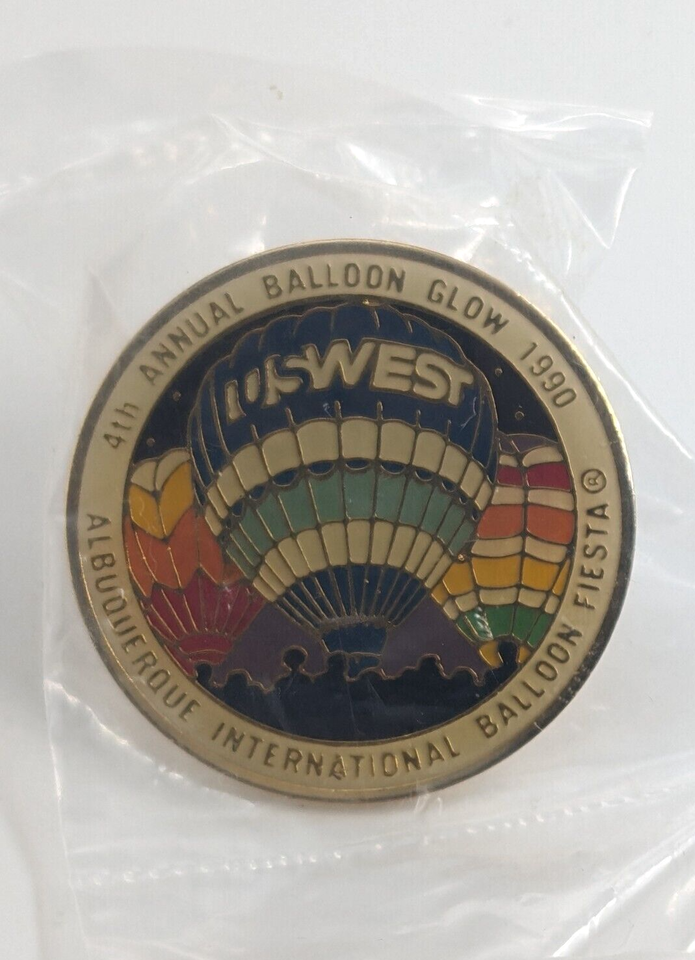 4th ANNUAL BALLOON GLOW 1990
USWEST
ALBUQUERQUE INTERNATIONAL BALLOON FIESTA®